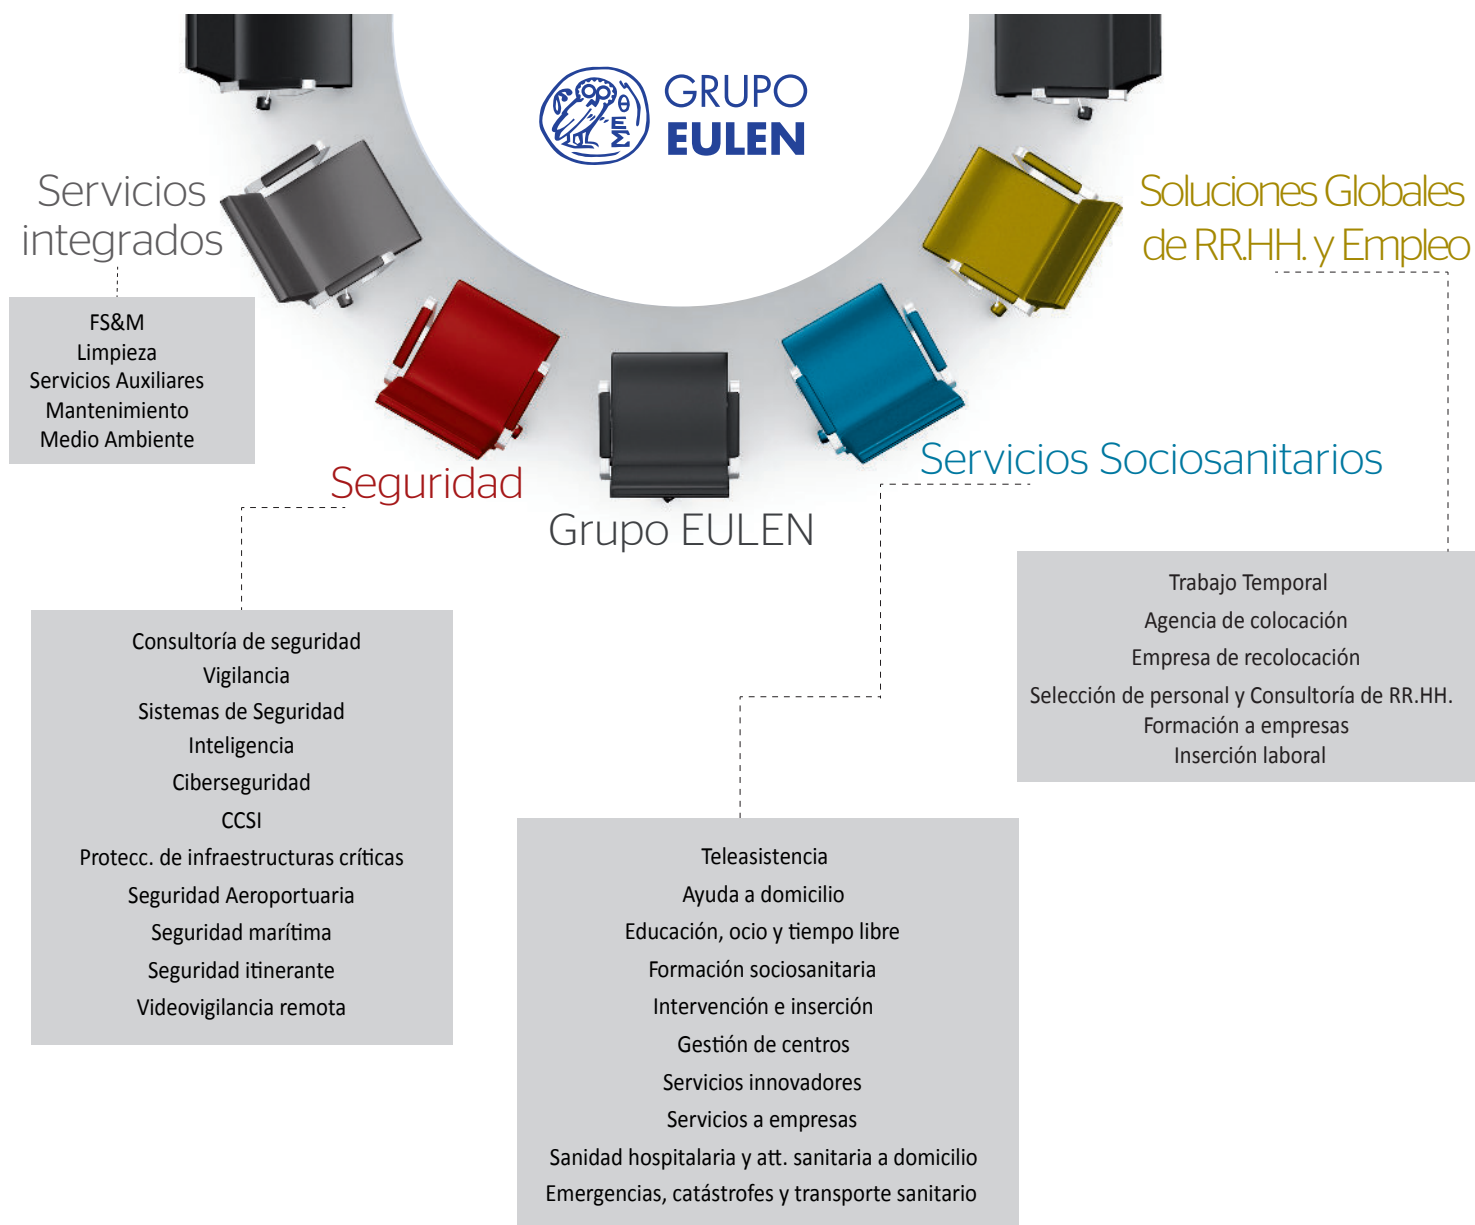 GRUPO
EULEN
Servicios
integrados
FS&M
Limpieza
Servicios Auxiliares
Mantenimiento
Medio Ambiente
Seguridad
Consultoría de seguridad
Vigilancia
Sistemas de Seguridad
Inteligencia
Ciberseguridad
CCSI
Protecc. de infraestructuras críticas
Seguridad Aeroportuaria
Seguridad marítima
Seguridad itinerante
Videovigilancia remota
Grupo EULEN
Servicios Sociosanitarios
Teleasistencia
Ayuda a domicilio
Educación, ocio y tiempo libre
Formación sociosanitaria
Intervención e inserción
Gestión de centros
Servicios innovadores
Servicios a empresas
Sanidad hospitalaria y att. sanitaria a domicilio
Emergencias, catástrofes y transporte sanitario
Soluciones Globales
de RR.HH. y Empleo
Trabajo Temporal
Agencia de colocación
Empresa de recolocación
Selección de personal y Consultoría de RR.HH.
Formación a empresas
Inserción laboral